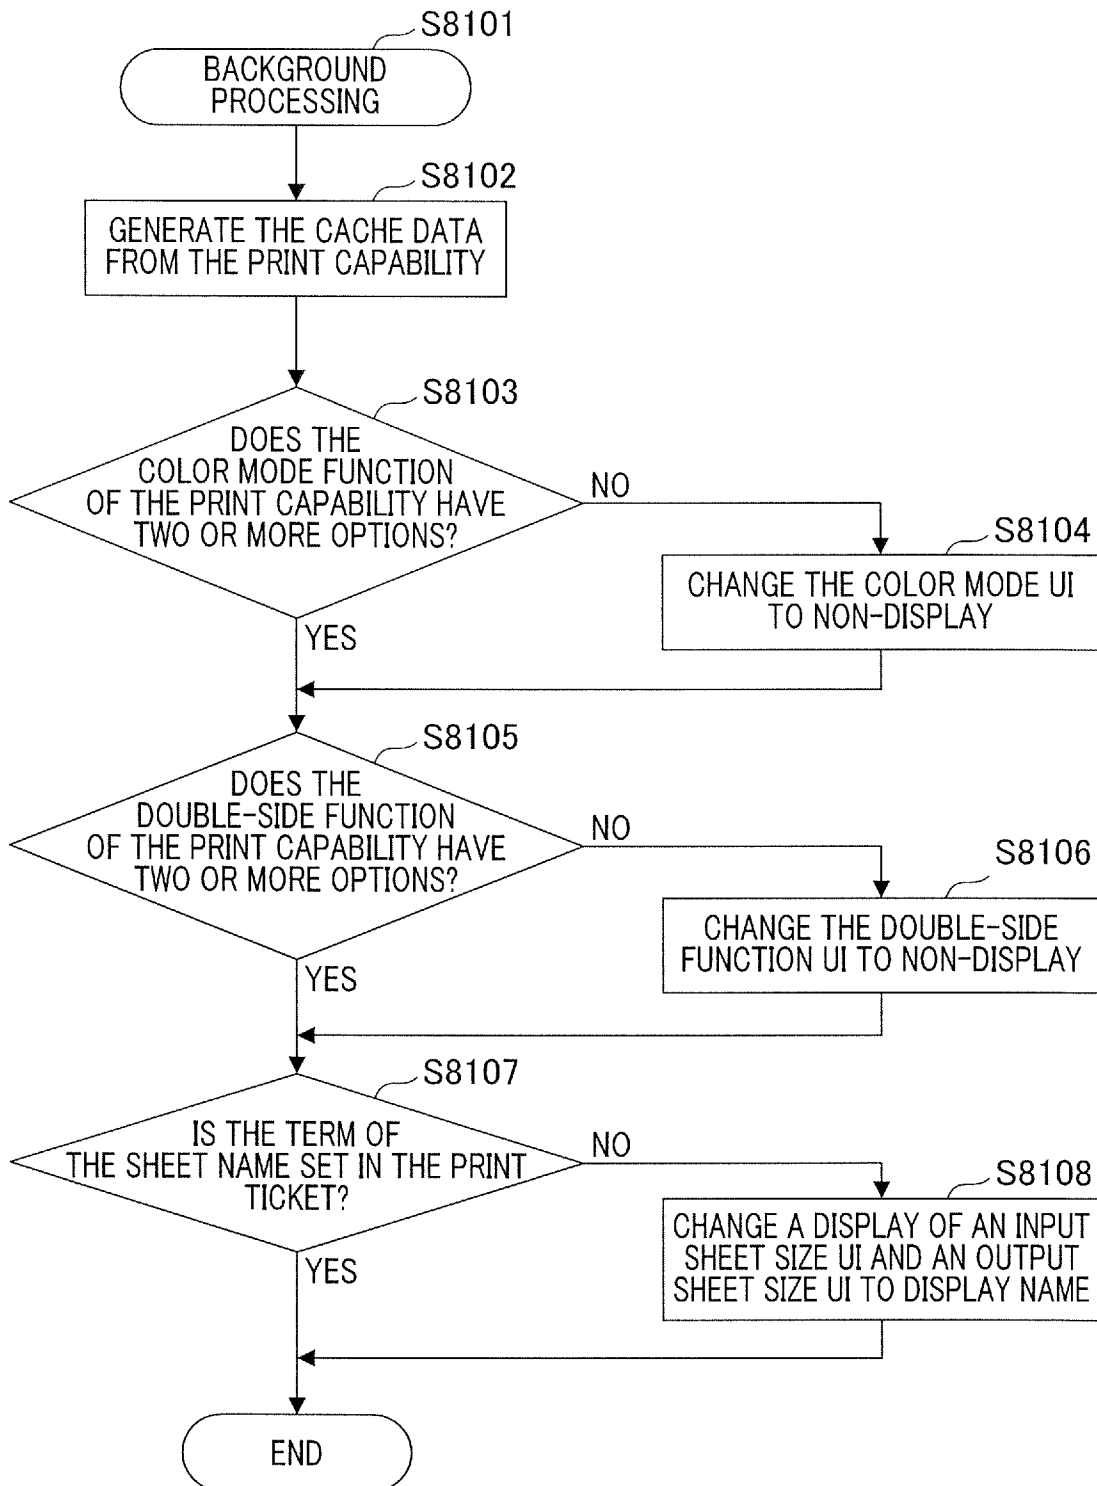 S8101
BACKGROUND
PROCESSING
S8102
GENERATE THE CACHE DATA
FROM THE PRINT CAPABILITY
S8103
DOES THE
COLOR MODE FUNCTION
OF THE PRINT CAPABILITY HAVE
TWO OR MORE OPTIONS?
NO
S8104
CHANGE THE COLOR MODE UI
TO NON-DISPLAY
YES
S8105
DOES THE
DOUBLE-SIDE FUNCTION
OF THE PRINT CAPABILITY HAVE
TWO OR MORE OPTIONS?
NO
S8106
CHANGE THE DOUBLE-SIDE
FUNCTION UI TO NON-DISPLAY
YES
S8107
IS THE TERM OF
THE SHEET NAME SET IN THE PRINT
TICKET?
NO
S8108
CHANGE A DISPLAY OF AN INPUT
SHEET SIZE UI AND AN OUTPUT
SHEET SIZE UI TO DISPLAY NAME
YES
END